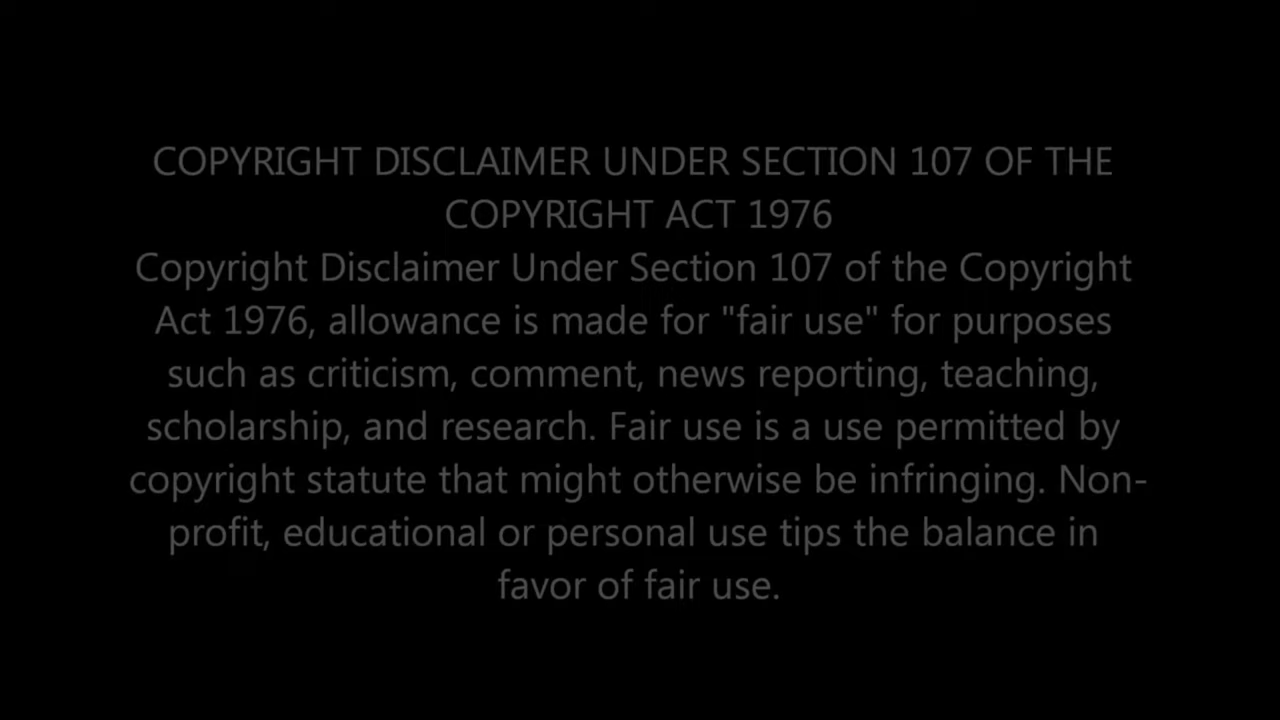 COPYRIGHT DISCLAIMER UNDER SECTION 107 OF THE
COPYRIGHT ACT 1976
Copyright Disclaimer Under Section 107 of the Copyright
Act 1976, allowance is made for "fair use" for purposes
such as criticism, comment, news reporting, teaching,
scholarship, and research. Fair use is a use permitted by
copyright statute that might otherwise be infringing. Non-
profit, educational or personal use tips the balance in
favor of fair use.